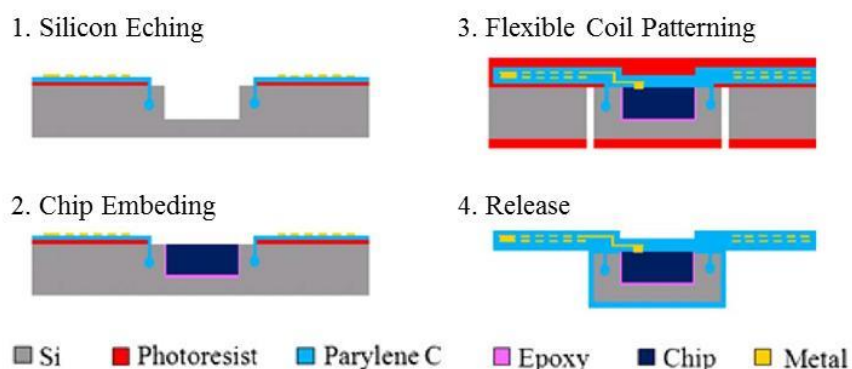 1. Silicon Eching
3. Flexible Coil Patterning
2. Chip Embeding
4. Release
Si Photoresist Parylene C Epoxy Chip Metal